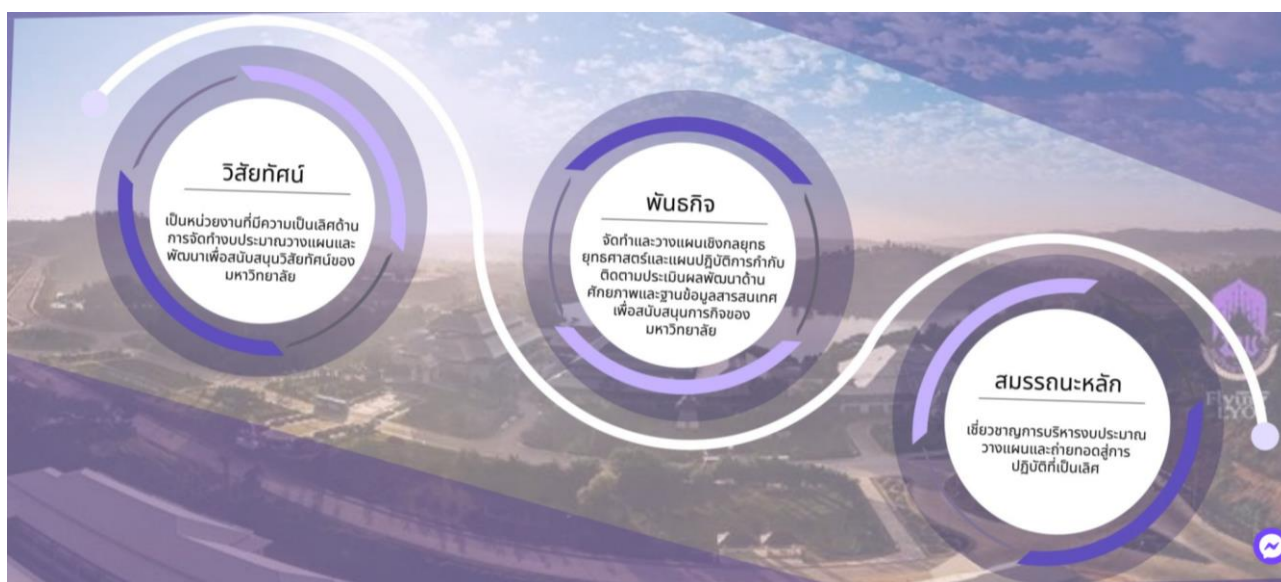 วิสัยทัศน์
เป็นหน่วยงานที่มีความเป็นเลิศด้าน
การจัดทำงบประมาณวางแผนและ
พัฒนาเพื่อสนับสนุนวิสัยทัศน์ของ
มหาวิทยาลัย
พันธกิจ
จัดทำและวางแผนเชิงกลยุทธ
ยุทธศาสตร์และแผนปฏิบัติการกำกับ
ติดตามประเมินผลพัฒนาด้าน
ศักยภาพและฐานข้อมูลสารสนเทศ
เพื่อสนับสนุนภารกิจของ
มหาวิทยาลัย
สมรรถนะหลัก
เชี่ยวชาญการบริหารงบประมาณ
วางแผนและถ่ายทอดสู่การ
ปฏิบัติที่เป็นเลิศ